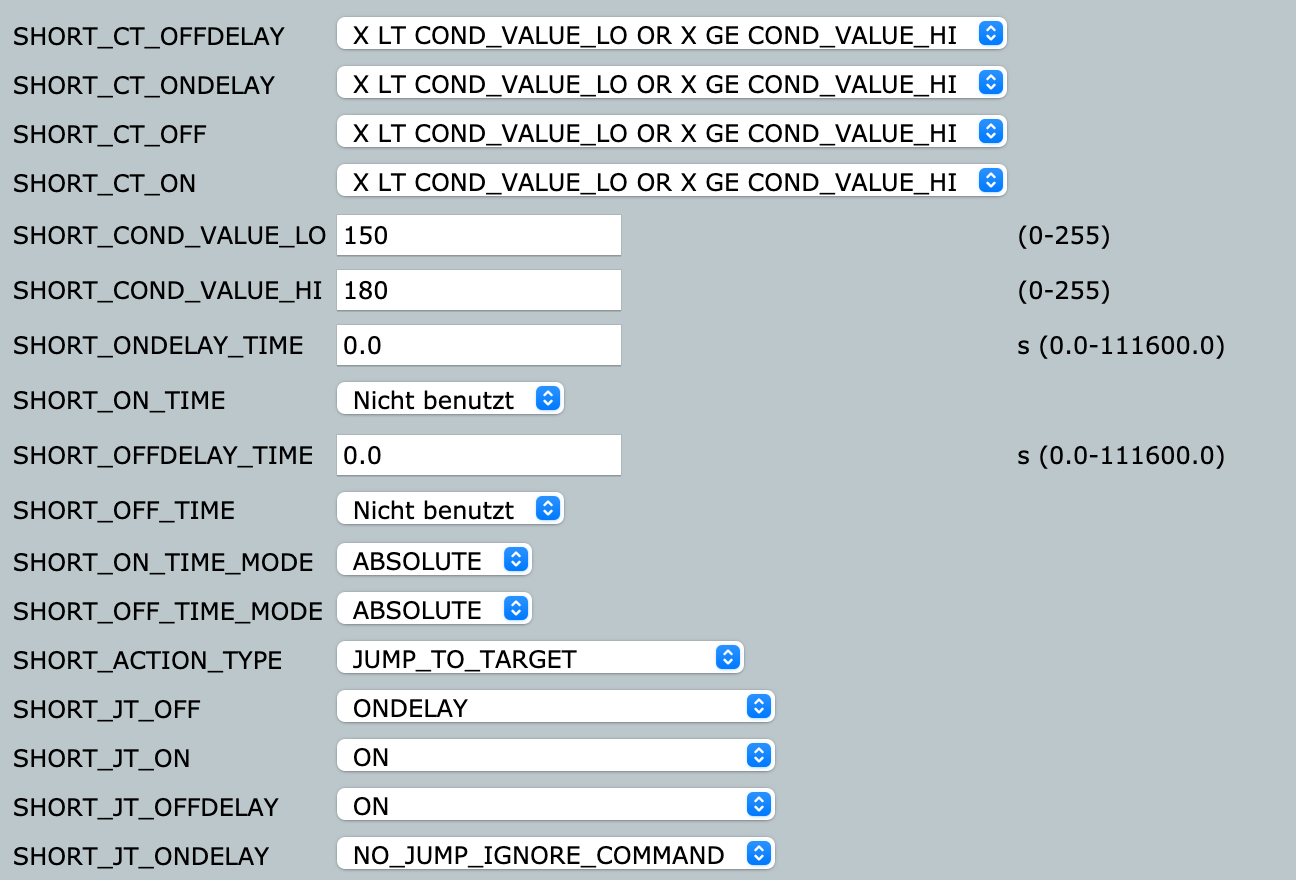 SHORT_CT_OFFDELAY X LT COND_VALUE_LO OR X GE COND_VALUE_HI
SHORT_CT_ONDELAY X LT COND_VALUE_LO OR X GE COND_VALUE_HI
SHORT_CT_OFF X LT COND_VALUE_LO OR X GE COND_VALUE_HI
SHORT_CT_ON X LT COND_VALUE_LO OR X GE COND_VALUE_HI
SHORT_COND_VALUE_LO 150 (0-255)
SHORT_COND_VALUE_HI 180 (0-255)
SHORT_ONDELAY_TIME 0.0 s (0.0-111600.0)
SHORT_ON_TIME Nicht benutzt
SHORT_OFFDELAY_TIME 0.0 s (0.0-111600.0)
SHORT_OFF_TIME Nicht benutzt
SHORT_ON_TIME_MODE ABSOLUTE
SHORT_OFF_TIME_MODE ABSOLUTE
SHORT_ACTION_TYPE JUMP_TO_TARGET
SHORT_JT_OFF ONDELAY
SHORT_JT_ON ON
SHORT_JT_OFFDELAY ON
SHORT_JT_ONDELAY NO_JUMP_IGNORE_COMMAND